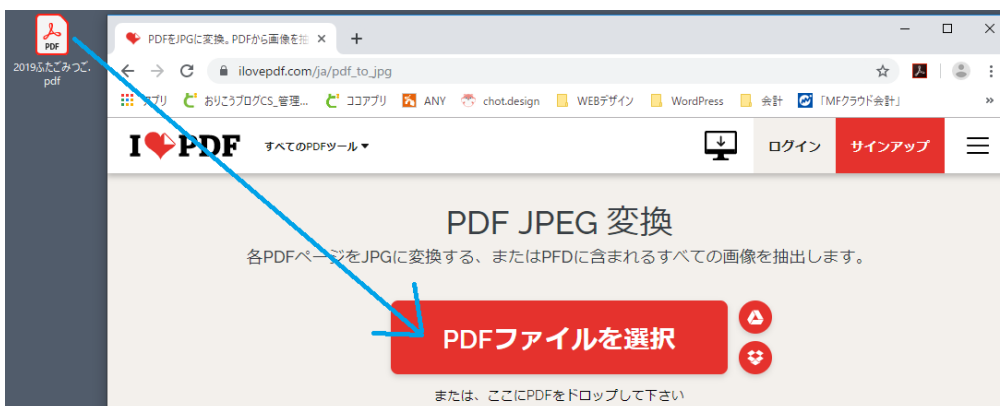 PDF
2019ふたごみつご.
pdf
PDFをJPGに変換。PDFから画像を抽
ilovepdf.com/ja/pdf_to_jpg
アプリ おりこうブログCS_管理... ココアプリ ANY chot.design WEBデザイン WordPress 会計 「MFクラウド会計」 »
I PDF すべてのPDFツール ログイン サインアップ
PDF JPEG 変換
各PDFページをJPGに変換する、またはPFDに含まれるすべての画像を抽出します。
PDFファイルを選択
または、ここにPDFをドロップして下さい